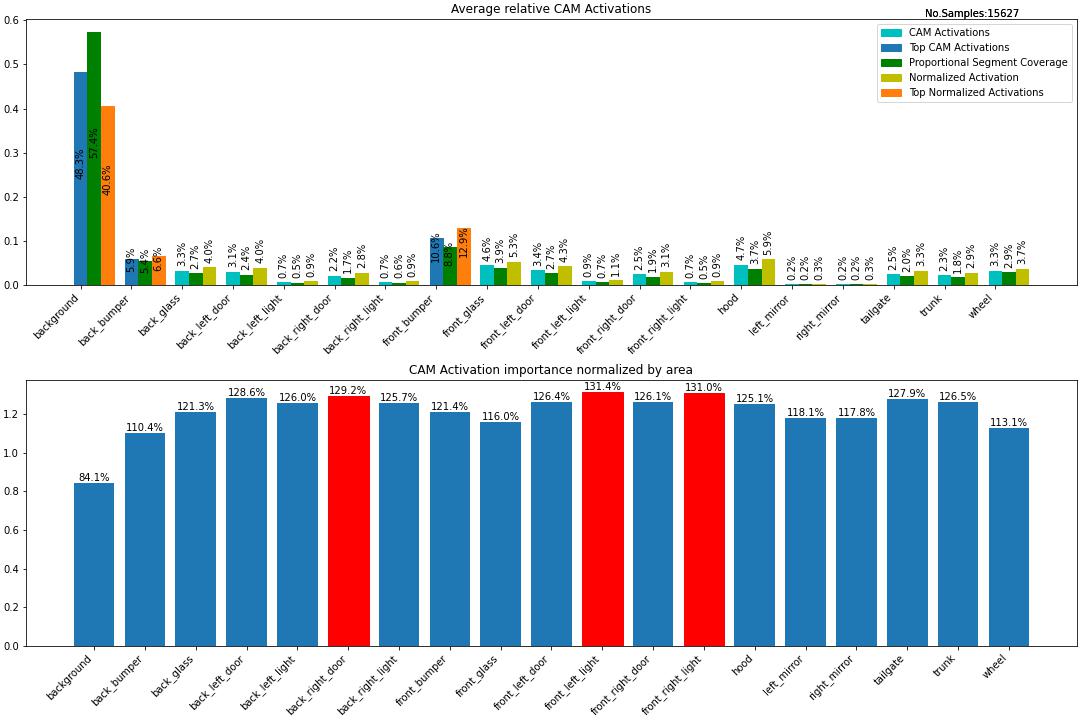 Average relative CAM Activations
No.Samples:15627
CAM Activations
Top CAM Activations
Proportional Segment Coverage
Normalized Activation
Top Normalized Activations
0.6
0.5
0.4
0.3
0.2
0.1
0.0
48.3% 57.4% 40.6%
5.9% 5.4% 6.6%
3.3% 2.7% 4.0%
3.1% 2.4% 4.0%
0.7% 0.5% 0.9%
2.2% 1.7% 2.8%
0.7% 0.6% 0.9%
10.6% 8.8% 12.9%
4.6% 3.9% 5.3%
3.4% 2.7% 4.3%
0.9% 0.7% 1.1%
2.5% 1.9% 3.1%
0.7% 0.5% 0.9%
4.7% 3.7% 5.9%
0.2% 0.2% 0.3%
0.2% 0.2% 0.3%
2.5% 2.0% 3.3%
2.3% 1.8% 2.9%
3.3% 2.9% 3.7%
background
back_bumper
back_glass
back_left_door
back_left_light
back_right_door
back_right_light
front_bumper
front_glass
front_left_door
front_left_light
front_right_door
front_right_light
hood
left_mirror
right_mirror
tailgate
trunk
wheel
CAM Activation importance normalized by area
1.2
1.0
0.8
0.6
0.4
0.2
0.0
84.1%
110.4%
121.3%
128.6%
126.0%
129.2%
125.7%
121.4%
116.0%
126.4%
131.4%
126.1%
131.0%
125.1%
118.1%
117.8%
127.9%
126.5%
113.1%
background
back_bumper
back_glass
back_left_door
back_left_light
back_right_door
back_right_light
front_bumper
front_glass
front_left_door
front_left_light
front_right_door
front_right_light
hood
left_mirror
right_mirror
tailgate
trunk
wheel